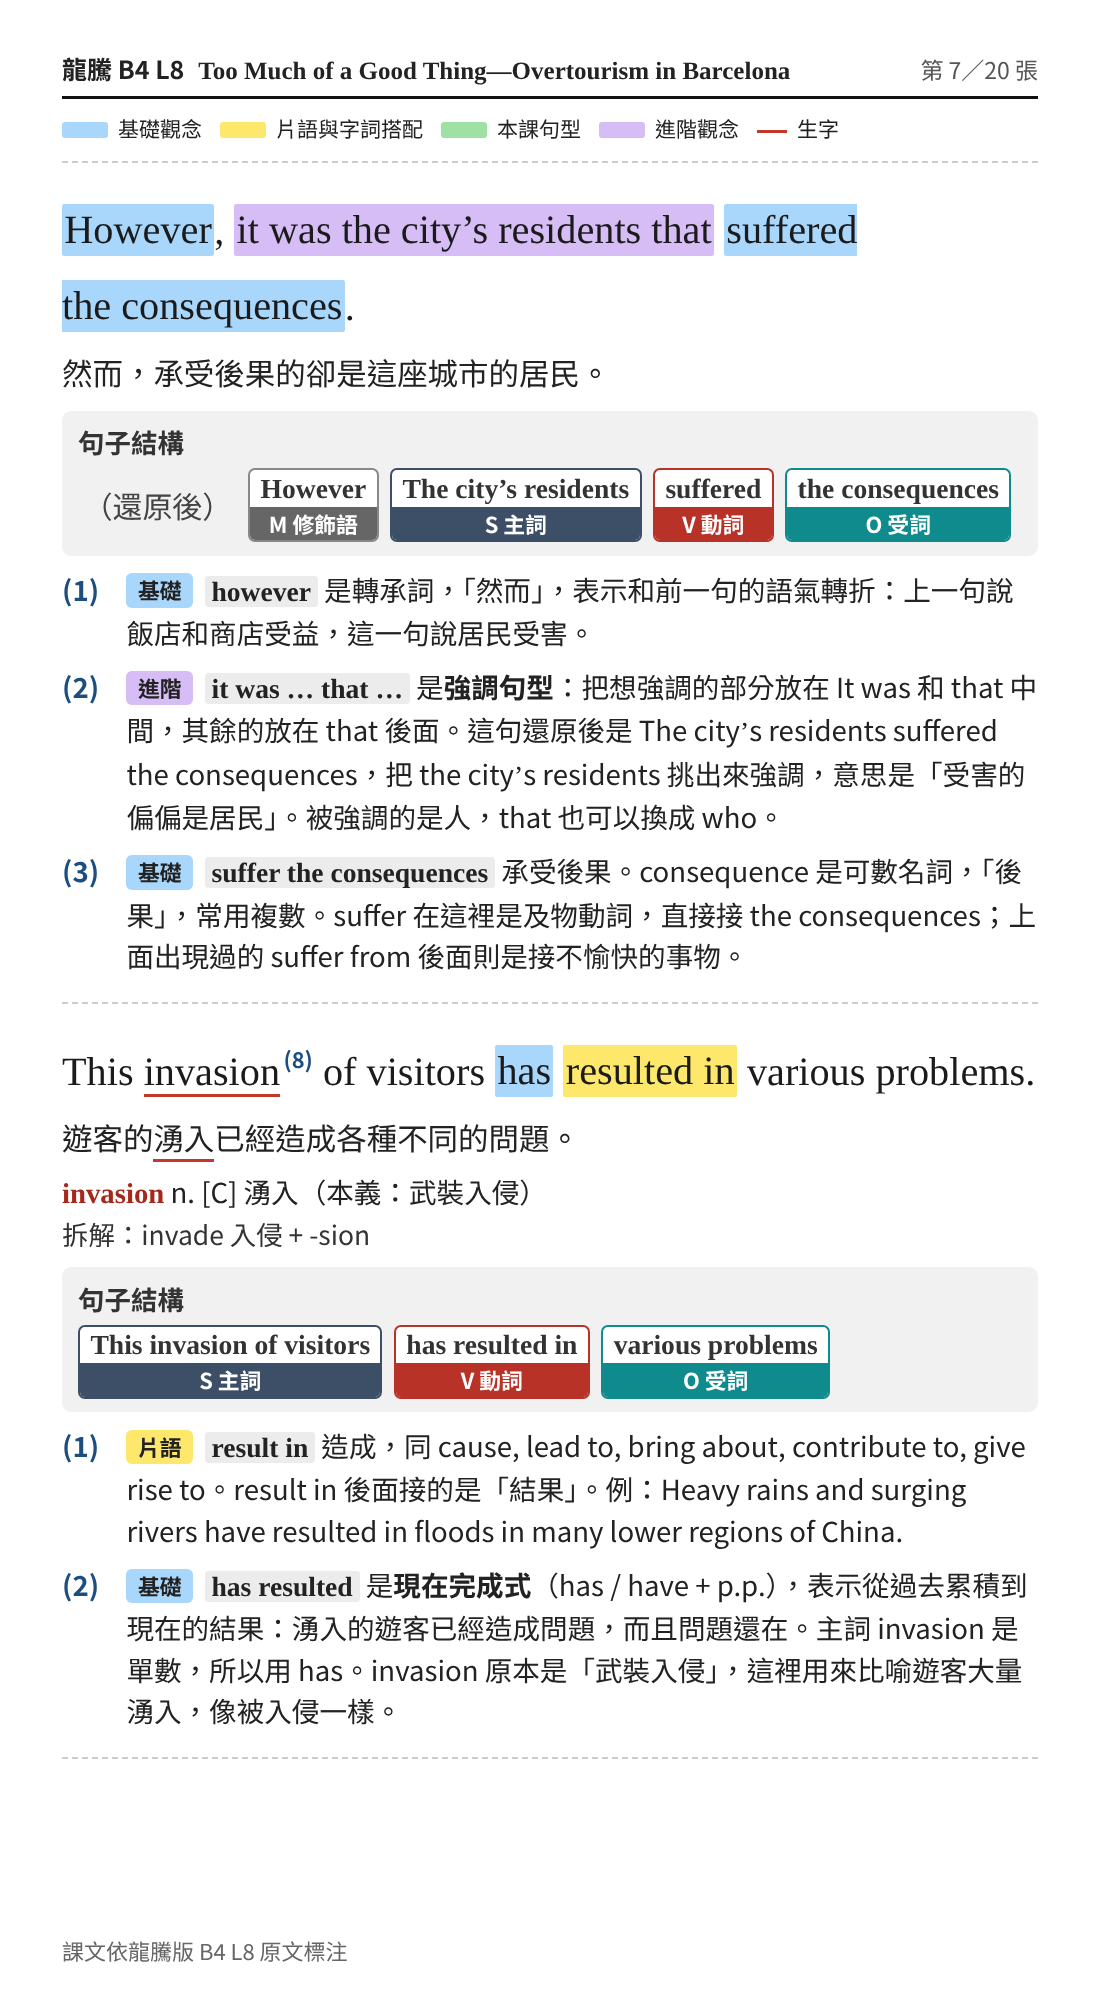 龍騰 B4 L8 Too Much of a Good Thing—Overtourism in Barcelona 第 7／20 張
基礎觀念 片語與字詞搭配 本課句型 進階觀念 生字
However, it was the city’s residents that suffered
the consequences.
然而，承受後果的卻是這座城市的居民。
句子結構
（還原後） However The city’s residents suffered the consequences
M 修飾語 S 主詞 V 動詞 O 受詞
(1) 基礎 however 是轉承詞，「然而」，表示和前一句的語氣轉折：上一句說
飯店和商店受益，這一句說居民受害。
(2) 進階 it was … that … 是強調句型：把想強調的部分放在 It was 和 that 中
間，其餘的放在 that 後面。這句還原後是 The city’s residents suffered
the consequences，把 the city’s residents 挑出來強調，意思是「受害的
偏偏是居民」。被強調的是人，that 也可以換成 who。
(3) 基礎 suffer the consequences 承受後果。consequence 是可數名詞，「後
果」，常用複數。suffer 在這裡是及物動詞，直接接 the consequences；上
面出現過的 suffer from 後面則是接不愉快的事物。
This invasion(8) of visitors has resulted in various problems.
遊客的湧入已經造成各種不同的問題。
invasion n. [C] 湧入（本義：武裝入侵）
拆解：invade 入侵 + -sion
句子結構
This invasion of visitors has resulted in various problems
S 主詞 V 動詞 O 受詞
(1) 片語 result in 造成，同 cause, lead to, bring about, contribute to, give
rise to。result in 後面接的是「結果」。例：Heavy rains and surging
rivers have resulted in floods in many lower regions of China.
(2) 基礎 has resulted 是現在完成式（has / have + p.p.），表示從過去累積到
現在的結果：湧入的遊客已經造成問題，而且問題還在。主詞 invasion 是
單數，所以用 has。invasion 原本是「武裝入侵」，這裡用來比喻遊客大量
湧入，像被入侵一樣。
課文依龍騰版 B4 L8 原文標注